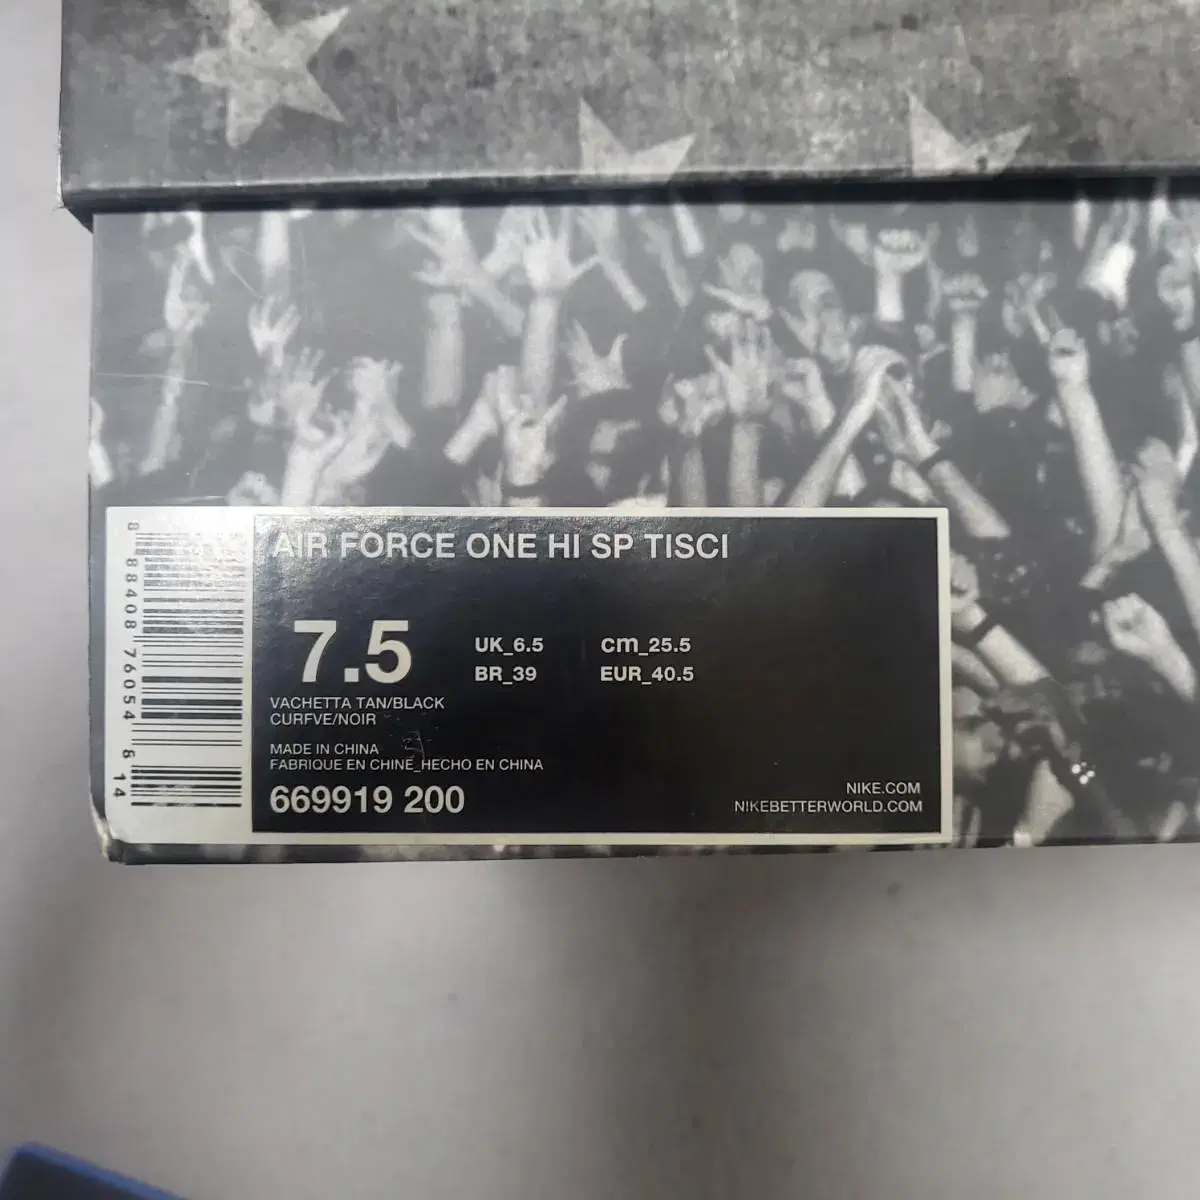 AIR FORCE ONE HI SP TISCI
7.5
UK_6.5 cm_25.5
BR_39 EUR_40.5
VACHETTA TAN/BLACK
CURFVE/NOIR
MADE IN CHINA
FABRIQUE EN CHINE_HECHO EN CHINA
669919 200
NIKE.COM
NIKEBETTERWORLD.COM
8 88408 76054 6 14